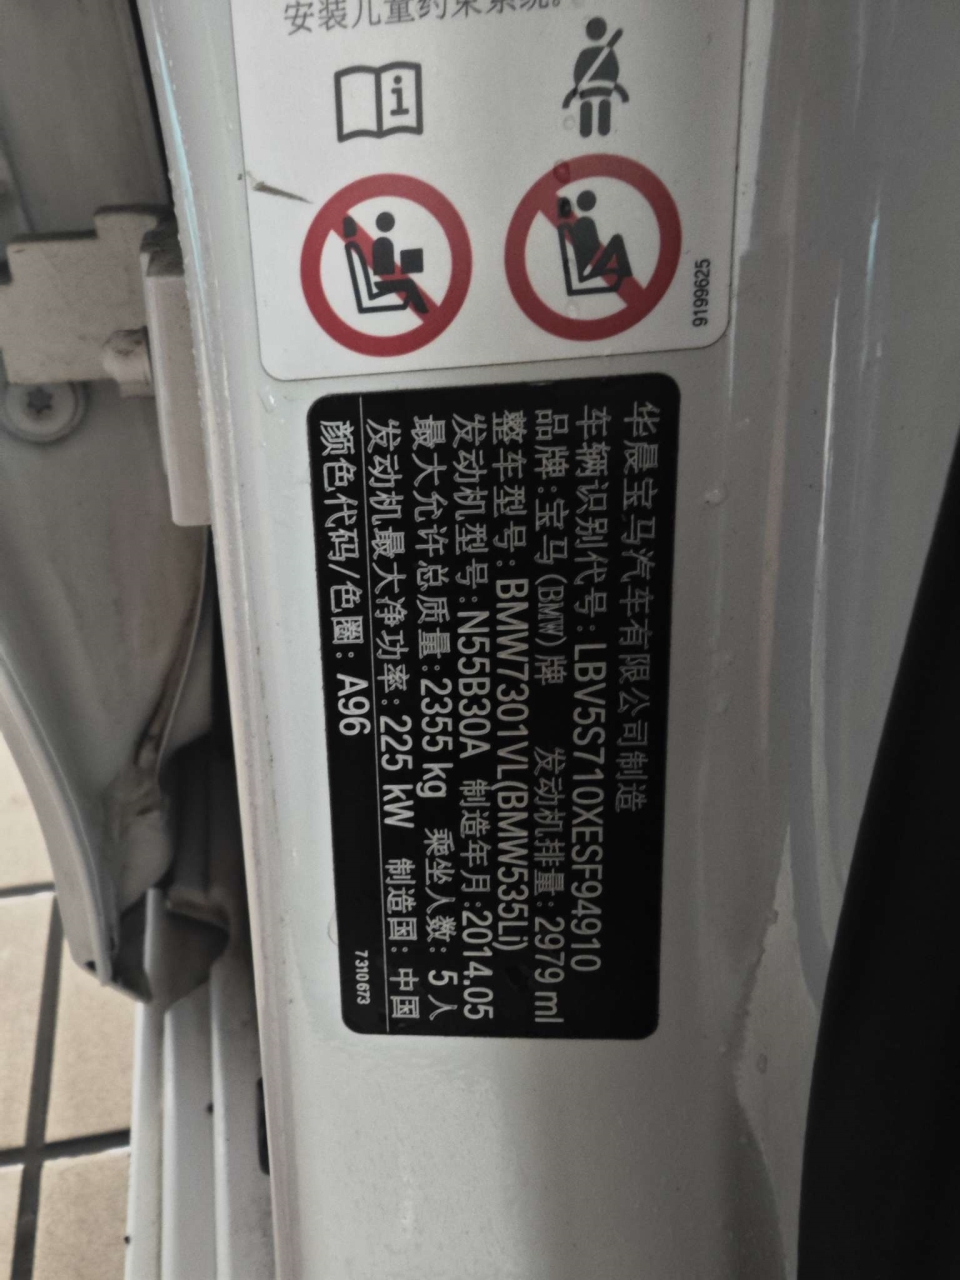 安装儿童约束系统。
9199625
华晨宝马汽车有限公司制造
车辆识别代号：LBV5S710XESF94910
品牌：宝马(BMW)牌 发动机排量：2979 ml
整车型号：BMW7301VL(BMW535Li)
发动机型号：N55B30A 制造年月：2014.05
最大允许总质量：2355 kg 乘坐人数：5 人
发动机最大净功率：225 kW 制造国：中国
颜色代码/色圈：A96
7 310 673